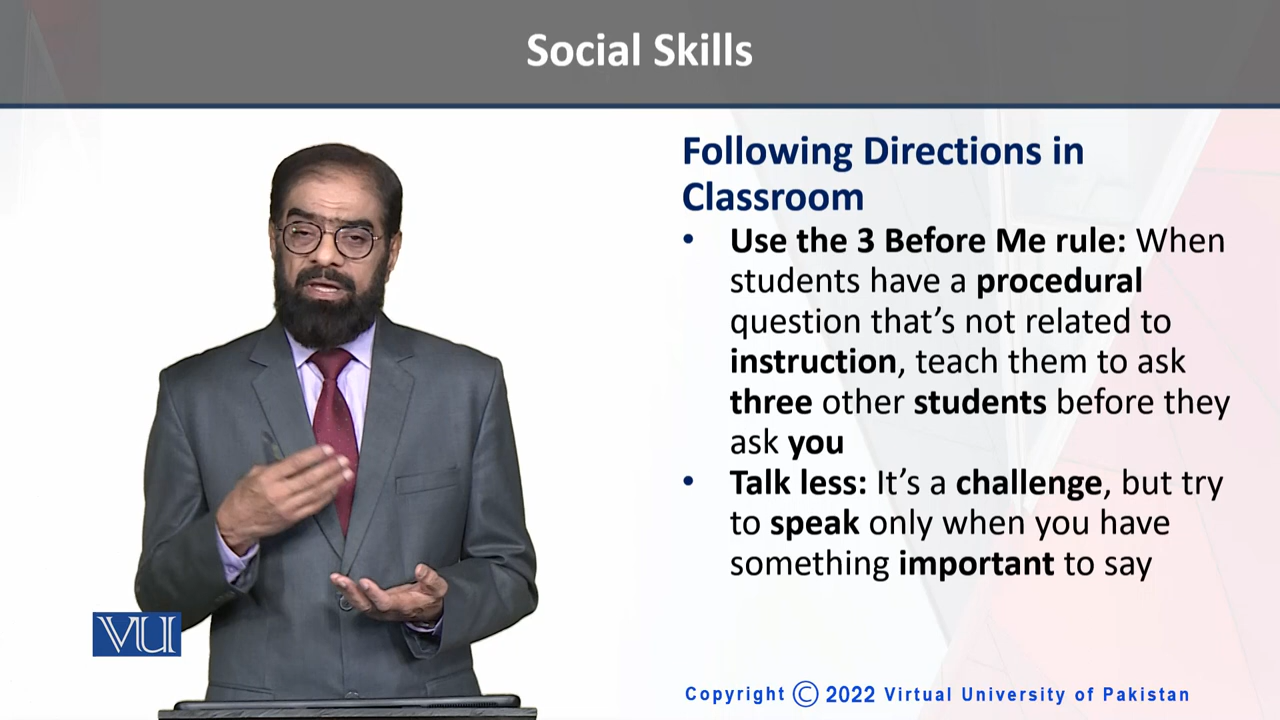 Social Skills
Following Directions in
Classroom
• Use the 3 Before Me rule: When
students have a procedural
question that’s not related to
instruction, teach them to ask
three other students before they
ask you
• Talk less: It’s a challenge, but try
to speak only when you have
something important to say
VU
Copyright © 2022 Virtual University of Pakistan